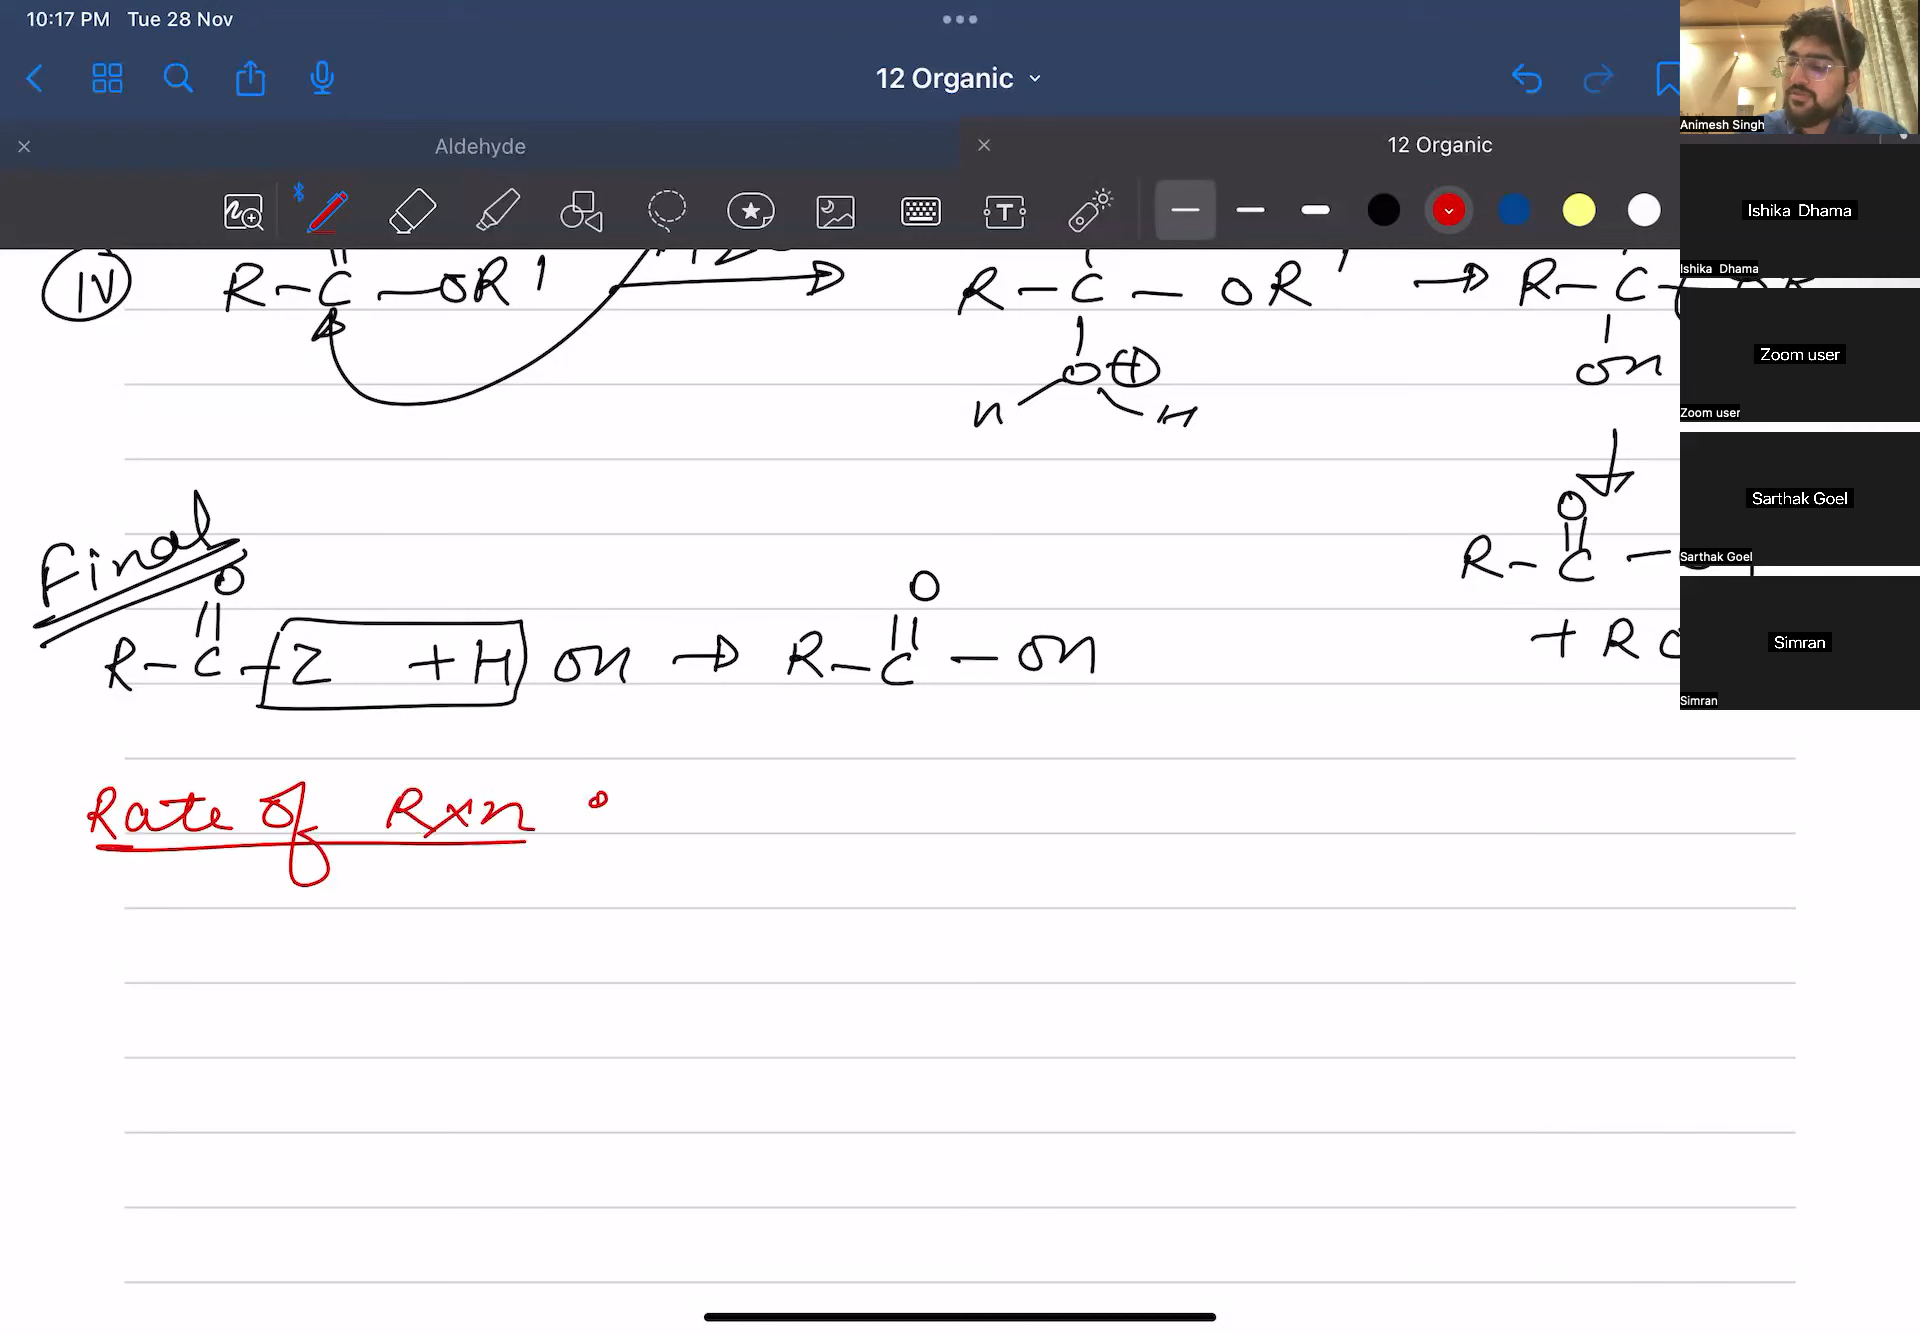 10:17 PM Tue 28 Nov
12 Organic
Aldehyde
12 Organic
Animesh Singh
Ishika Dhama
Ishika Dhama
Zoom user
Zoom user
Sarthak Goel
Sarthak Goel
Simran
Simran
IV R-C-OR' R-C-OR' → R-C-
O⊕ OH
H H
Final
O O O
R-C-Z + H OH → R-C-OH R-C-
+ R
Rate of Rxn :